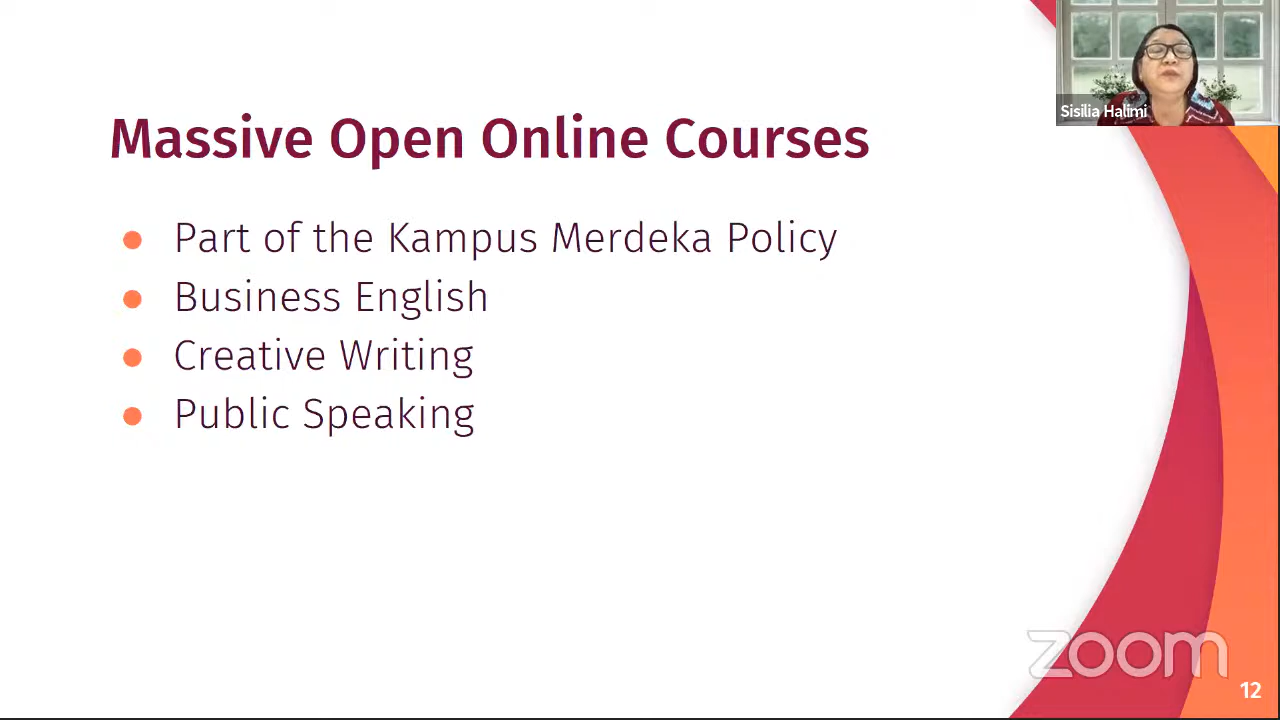 Massive Open Online Courses
● Part of the Kampus Merdeka Policy
● Business English
● Creative Writing
● Public Speaking
Sisilia Halimi
zoom
12